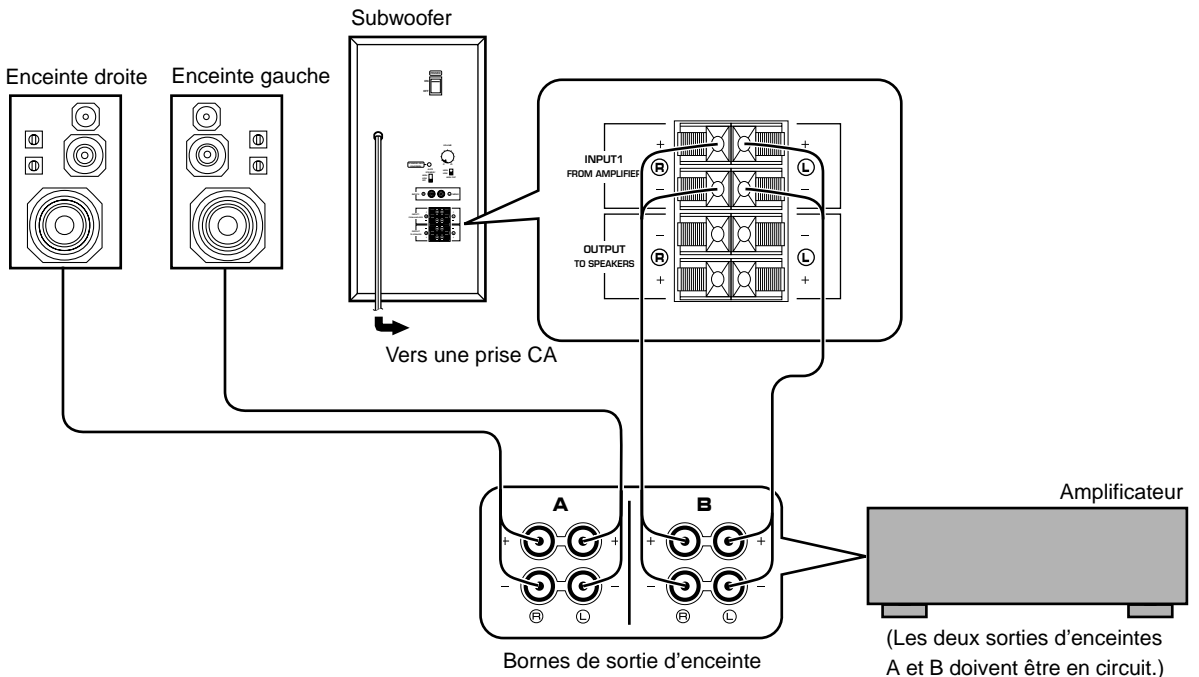 Subwoofer
Enceinte droite
Enceinte gauche
INPUT1
FROM AMPLIFIER
+
R
−
+
L
−
OUTPUT
TO SPEAKERS
−
R
+
−
L
+
Vers une prise CA
A
B
+
+
+
+
−
−
−
−
R
L
R
L
Bornes de sortie d'enceinte
Amplificateur
(Les deux sorties d'enceintes
A et B doivent être en circuit.)